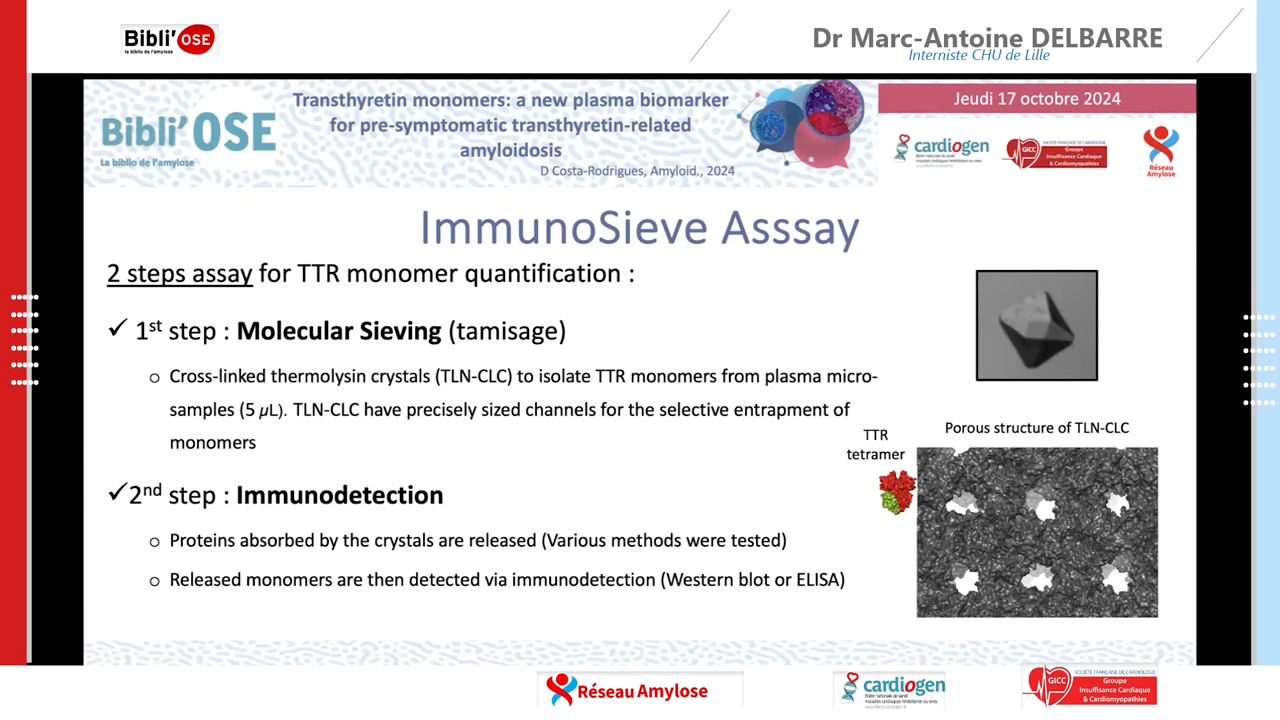 Bibli'OSE
la biblio de l'amylose
Dr Marc-Antoine DELBARRE
Interniste CHU de Lille
Bibli'OSE
La biblio de l'amylose
Transthyretin monomers: a new plasma biomarker
for pre-symptomatic transthyretin-related
amyloidosis
D Costa-Rodrigues, Amyloid., 2024
Jeudi 17 octobre 2024
cardiogen
GICC
SOCIÉTÉ FRANÇAISE DE CARDIOLOGIE
Groupe
Insuffisance Cardiaque
& Cardiomyopathies
Réseau
Amylose
ImmunoSieve Asssay
2 steps assay for TTR monomer quantification :
✓ 1st step : Molecular Sieving (tamisage)
o Cross-linked thermolysin crystals (TLN-CLC) to isolate TTR monomers from plasma micro-
samples (5 µL). TLN-CLC have precisely sized channels for the selective entrapment of
monomers
TTR
tetramer
Porous structure of TLN-CLC
✓2nd step : Immunodetection
o Proteins absorbed by the crystals are released (Various methods were tested)
o Released monomers are then detected via immunodetection (Western blot or ELISA)
Réseau Amylose
cardiogen
GICC
SOCIÉTÉ FRANÇAISE DE CARDIOLOGIE
Groupe
Insuffisance Cardiaque
& Cardiomyopathies